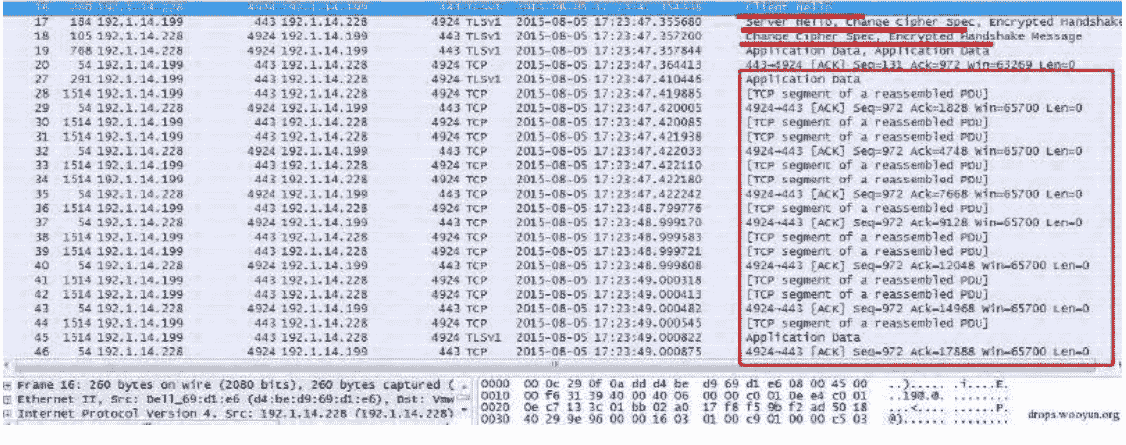 Client Hello
17 184 192.1.14.199 443 192.1.14.228 4924 TLSv1 2015-08-05 17:23:47.355680 Server Hello, Change Cipher Spec, Encrypted Handshake
18 105 192.1.14.228 4924 192.1.14.199 443 TLSv1 2015-08-05 17:23:47.357200 Change Cipher Spec, Encrypted Handshake Message
19 768 192.1.14.228 4924 192.1.14.199 443 TLSv1 2015-08-05 17:23:47.357844 Application Data, Application Data
20 54 192.1.14.199 443 192.1.14.228 4924 TCP 2015-08-05 17:23:47.364413 443→4924 [ACK] Seq=131 Ack=972 Win=63269 Len=0
27 291 192.1.14.199 443 192.1.14.228 4924 TLSv1 2015-08-05 17:23:47.410446 Application Data
28 1514 192.1.14.199 443 192.1.14.228 4924 TCP 2015-08-05 17:23:47.419885 [TCP segment of a reassembled PDU]
29 54 192.1.14.228 4924 192.1.14.199 443 TCP 2015-08-05 17:23:47.420005 4924→443 [ACK] Seq=972 Ack=1828 Win=65700 Len=0
30 1514 192.1.14.199 443 192.1.14.228 4924 TCP 2015-08-05 17:23:47.420085 [TCP segment of a reassembled PDU]
31 1514 192.1.14.199 443 192.1.14.228 4924 TCP 2015-08-05 17:23:47.421938 [TCP segment of a reassembled PDU]
32 54 192.1.14.228 4924 192.1.14.199 443 TCP 2015-08-05 17:23:47.422033 4924→443 [ACK] Seq=972 Ack=4748 Win=65700 Len=0
33 1514 192.1.14.199 443 192.1.14.228 4924 TCP 2015-08-05 17:23:47.422110 [TCP segment of a reassembled PDU]
34 1514 192.1.14.199 443 192.1.14.228 4924 TCP 2015-08-05 17:23:47.422180 [TCP segment of a reassembled PDU]
35 54 192.1.14.228 4924 192.1.14.199 443 TCP 2015-08-05 17:23:47.422242 4924→443 [ACK] Seq=972 Ack=7668 Win=65700 Len=0
36 1514 192.1.14.199 443 192.1.14.228 4924 TCP 2015-08-05 17:23:48.799776 [TCP segment of a reassembled PDU]
37 54 192.1.14.228 4924 192.1.14.199 443 TCP 2015-08-05 17:23:48.999170 4924→443 [ACK] Seq=972 Ack=9128 Win=65700 Len=0
38 1514 192.1.14.199 443 192.1.14.228 4924 TCP 2015-08-05 17:23:48.999583 [TCP segment of a reassembled PDU]
39 1514 192.1.14.199 443 192.1.14.228 4924 TCP 2015-08-05 17:23:48.999721 [TCP segment of a reassembled PDU]
40 54 192.1.14.228 4924 192.1.14.199 443 TCP 2015-08-05 17:23:48.999808 4924→443 [ACK] Seq=972 Ack=12048 Win=65700 Len=0
41 1514 192.1.14.199 443 192.1.14.228 4924 TCP 2015-08-05 17:23:49.000318 [TCP segment of a reassembled PDU]
42 1514 192.1.14.199 443 192.1.14.228 4924 TCP 2015-08-05 17:23:49.000413 [TCP segment of a reassembled PDU]
43 54 192.1.14.228 4924 192.1.14.199 443 TCP 2015-08-05 17:23:49.000482 4924→443 [ACK] Seq=972 Ack=14968 Win=65700 Len=0
44 1514 192.1.14.199 443 192.1.14.228 4924 TCP 2015-08-05 17:23:49.000545 [TCP segment of a reassembled PDU]
45 1514 192.1.14.199 443 192.1.14.228 4924 TLSv1 2015-08-05 17:23:49.000822 Application Data
46 54 192.1.14.228 4924 192.1.14.199 443 TCP 2015-08-05 17:23:49.000875 4924→443 [ACK] Seq=972 Ack=17888 Win=65700 Len=0
Frame 16: 260 bytes on wire (2080 bits), 260 bytes captured (
Ethernet II, Src: Dell_69:d1:e6 (d4:be:d9:69:d1:e6), Dst: Vmw
Internet Protocol Version 4, Src: 192.1.14.228 (192.1.14.228)
0000 00 0c 29 0f 0a dd d4 be d9 69 d1 e6 08 00 45 00 ..)..... .i....E.
0010 00 f6 31 39 40 00 40 06 00 00 c0 01 0e e4 c0 01 ..19@.@. ........
0020 0e c7 13 3c 01 bb 02 a0 17 f8 f5 9b f2 ad 50 18 ...<.... ......P.
0030 40 29 9e 96 00 00 16 03 01 00 c9 01 00 00 c5 03 @)...... ........
drops.wooyun.org